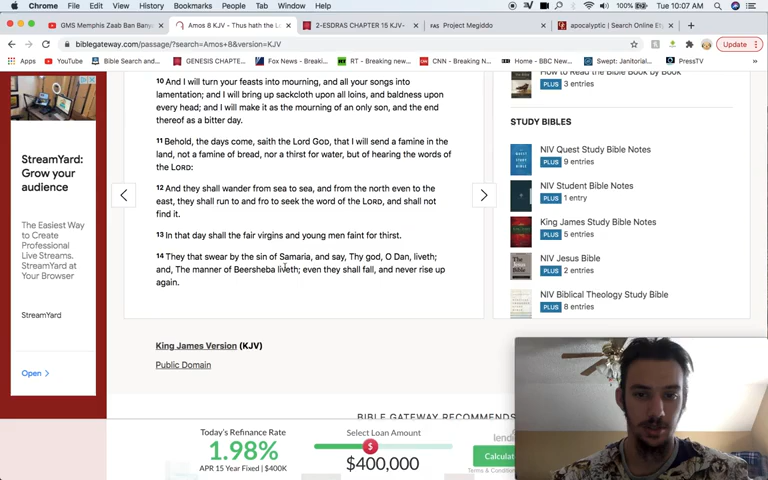 Chrome File Edit View History Bookmarks People Tab Window Help 100% Tue 10:07 AM
GMS Memphis Zaab Ban Bany
Amos 8 KJV - Thus hath the L
2-ESDRAS CHAPTER 15 KJV-
FAS Project Megiddo
apocalyptic | Search Online Et
biblegateway.com/passage/?search=Amos+8&version=KJV
Update
Apps YouTube Bible Search GENESIS CHAPTE... Fox News - Breaki... RT - Breaking new... CNN - Breaking N... Home - BBC New... Swept: Janitorial... PressTV
StreamYard:
Grow your
audience
The Easiest Way
to Create
Professional
Live Streams.
StreamYard at
Your Browser
StreamYard
Open >
10 And I will turn your feasts into mourning, and all your songs into
lamentation; and I will bring up sackcloth upon all loins, and baldness upon
every head; and I will make it as the mourning of an only son, and the end
thereof as a bitter day.
11 Behold, the days come, saith the Lord God, that I will send a famine in the
land, not a famine of bread, nor a thirst for water, but of hearing the words of
the LORD:
12 And they shall wander from sea to sea, and from the north even to the
east, they shall run to and fro to seek the word of the LORD, and shall not
find it.
13 In that day shall the fair virgins and young men faint for thirst.
14 They that swear by the sin of Samaria, and say, Thy god, O Dan, liveth;
and, The manner of Beersheba liveth; even they shall fall, and never rise up
again.
King James Version (KJV)
Public Domain
How to Read the Bible Book by Book
PLUS 3 entries
STUDY BIBLES
NIV Quest Study Bible Notes
PLUS 9 entries
NIV Student Bible Notes
PLUS 1 entry
King James Study Bible Notes
PLUS 5 entries
NIV Jesus Bible
PLUS 2 entries
NIV Biblical Theology Study Bible
PLUS 8 entries
BIBLE GATEWAY RECOMMENDS
Today's Refinance Rate
1.98%
APR 15 Year Fixed | $400K
Select Loan Amount
$
$400,000
Calculat
Terms & Conditions